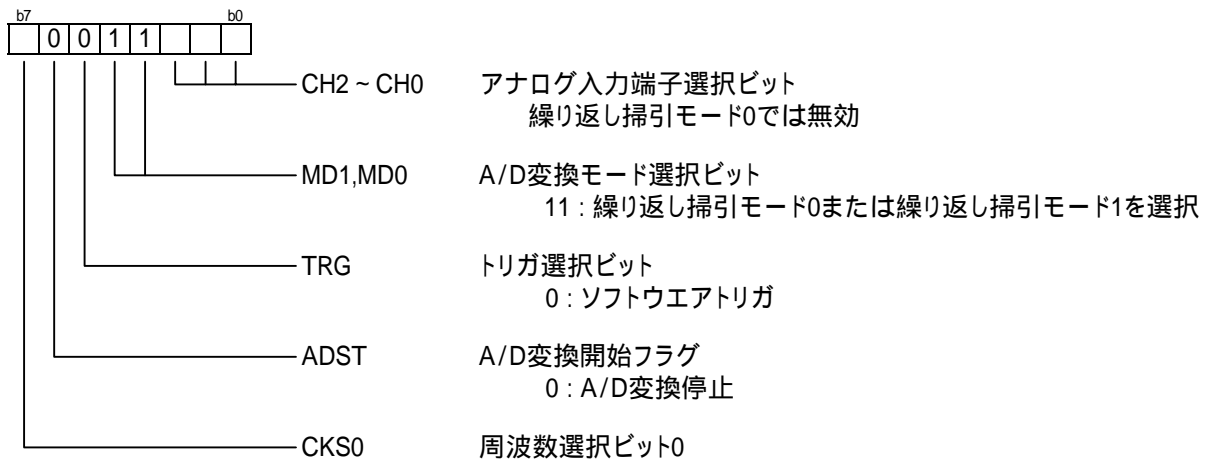 b7 b0
0 0 1 1
CH2 ~ CH0 アナログ入力端子選択ビット
繰り返し掃引モード0では無効
MD1,MD0 A/D変換モード選択ビット
11 : 繰り返し掃引モード0または繰り返し掃引モード1を選択
TRG トリガ選択ビット
0 : ソフトウエアトリガ
ADST A/D変換開始フラグ
0 : A/D変換停止
CKS0 周波数選択ビット0